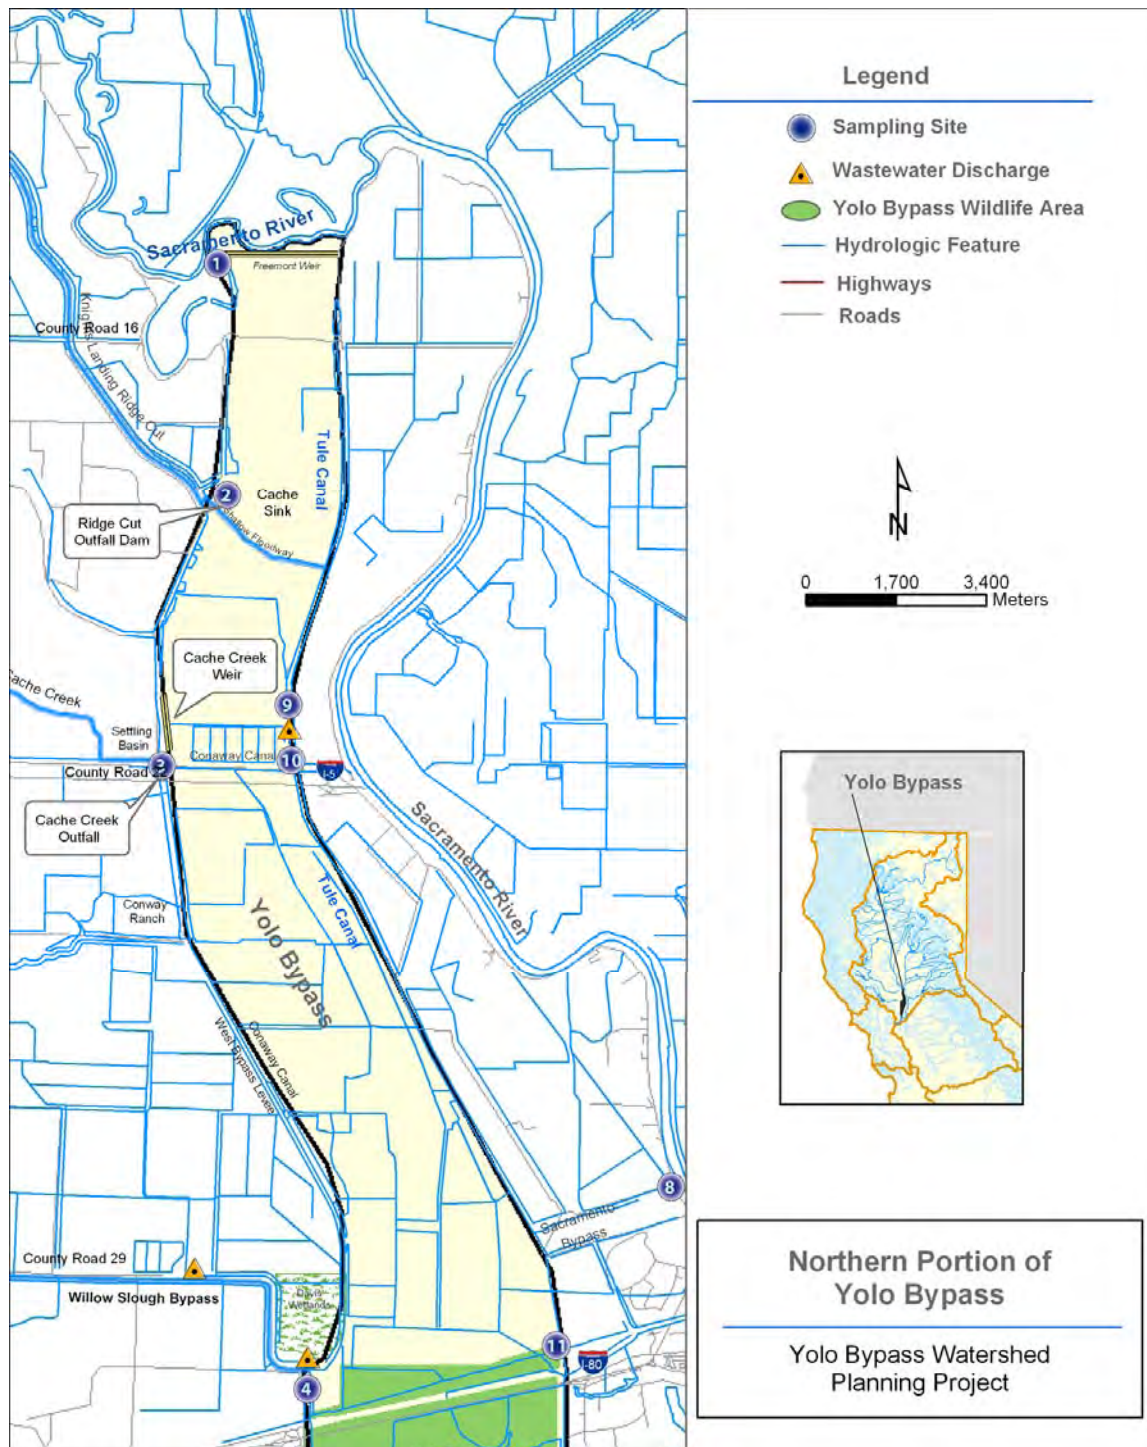 Legend
Sampling Site
Wastewater Discharge
Yolo Bypass Wildlife Area
Hydrologic Feature
Highways
Roads
N
0 1,700 3,400
Meters
Yolo Bypass
Northern Portion of
Yolo Bypass
Yolo Bypass Watershed
Planning Project
Sacramento River
1
Freemont Weir
County Road 16
Knights Landing Ridge Cut
Tule Canal
2
Cache
Sink
Ridge Cut
Outfall Dam
Shallow Floodway
Cache Creek
Weir
Cache Creek
9
Settling
Basin
Conaway Canal
10
3
County Road 22
I-5
Cache Creek
Outfall
Sacramento River
Tule Canal
Conway
Ranch
Yolo Bypass
Conaway Canal
West Bypass Levee
8
Sacramento
Bypass
County Road 29
Willow Slough Bypass
Davis
Wetlands
11
I-80
4